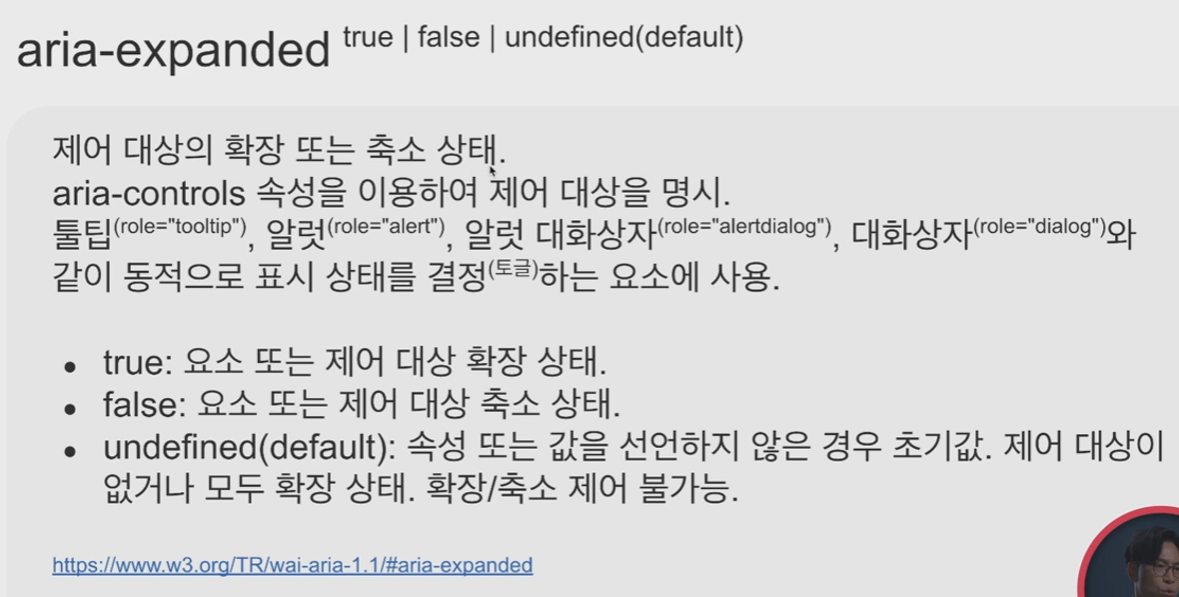 aria-expanded true | false | undefined(default)
제어 대상의 확장 또는 축소 상태.
aria-controls 속성을 이용하여 제어 대상을 명시.
툴팁(role="tooltip"), 알럿(role="alert"), 알럿 대화상자(role="alertdialog"), 대화상자(role="dialog")와
같이 동적으로 표시 상태를 결정(토글)하는 요소에 사용.
● true: 요소 또는 제어 대상 확장 상태.
● false: 요소 또는 제어 대상 축소 상태.
● undefined(default): 속성 또는 값을 선언하지 않은 경우 초기값. 제어 대상이
없거나 모두 확장 상태. 확장/축소 제어 불가능.
https://www.w3.org/TR/wai-aria-1.1/#aria-expanded